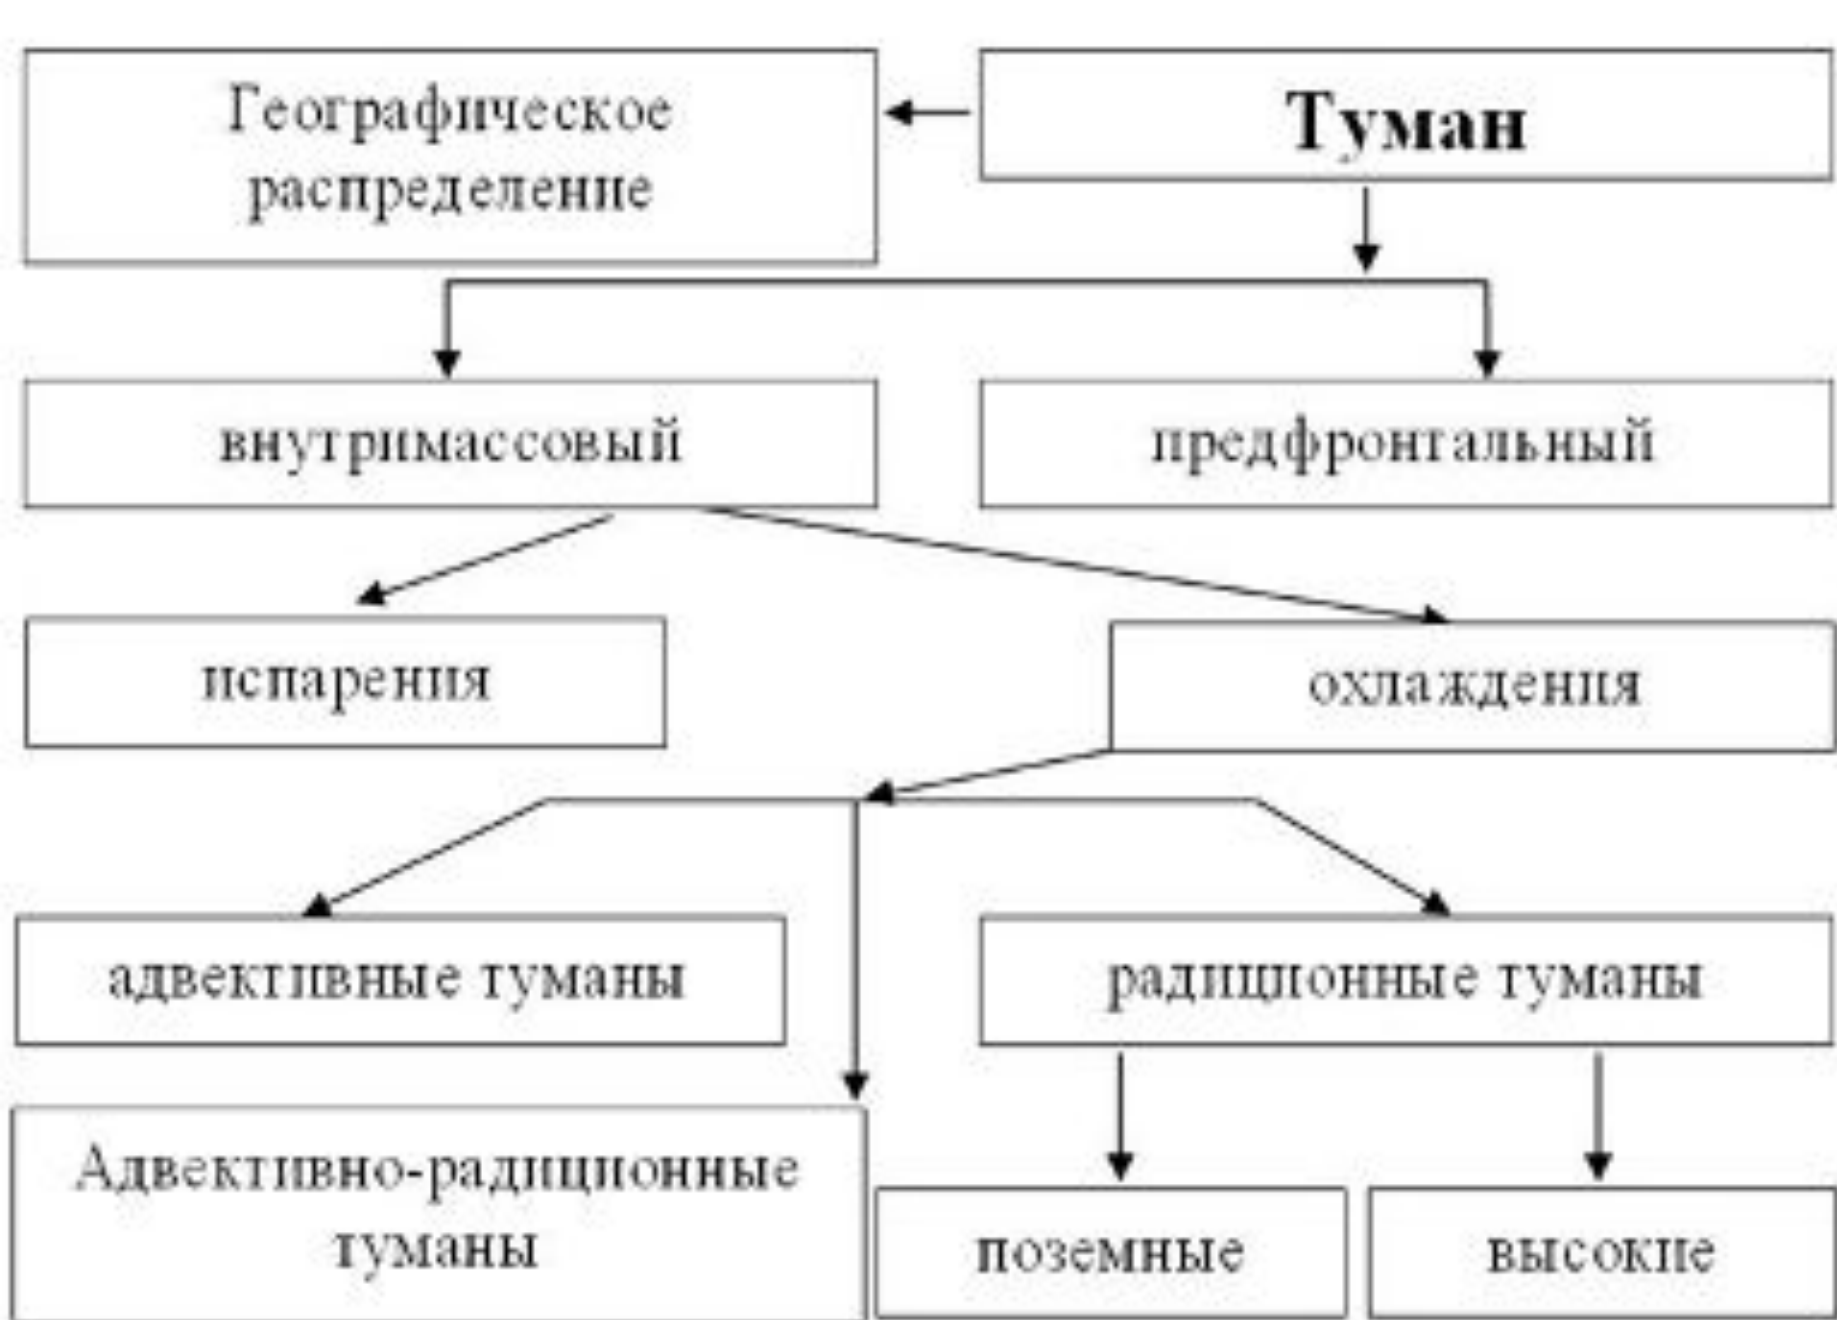 Географическое
распределение
Туман
внутримассовый
предфронтальный
испарения
охлаждения
адвективные туманы
радиционные туманы
Адвективно-радиционные
туманы
поземные
высокие